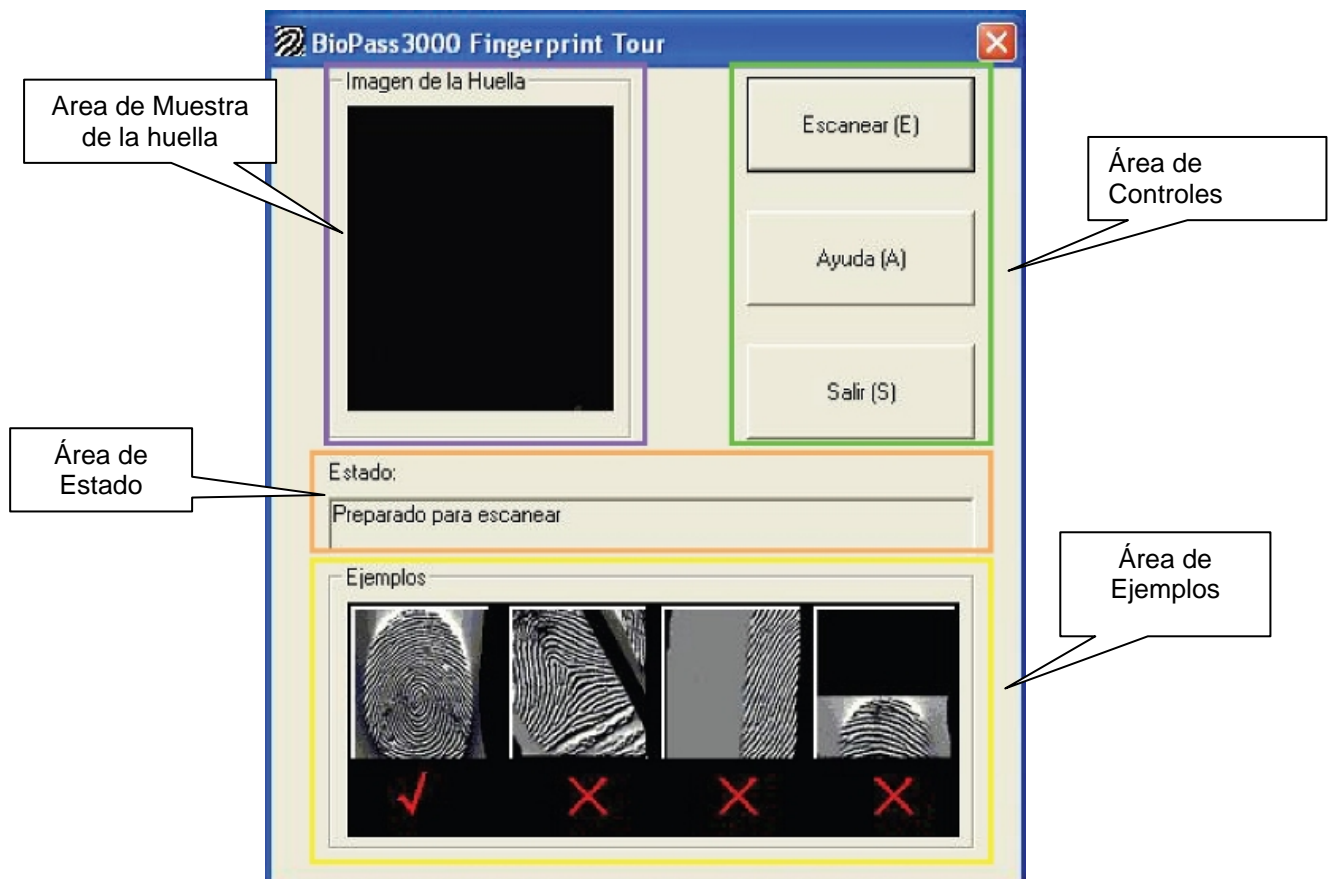 BioPass3000 Fingerprint Tour
Imagen de la Huella
Area de Muestra
de la huella
Escanear (E)
Área de
Controles
Ayuda (A)
Salir (S)
Área de
Estado
Estado:
Preparado para escanear
Ejemplos
Área de
Ejemplos